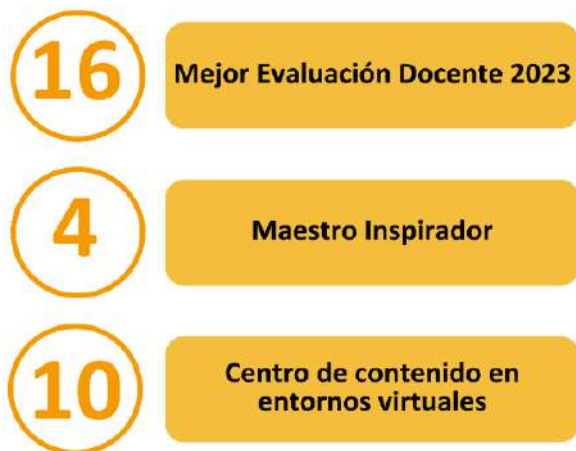 16
Mejor Evaluación Docente 2023
4
Maestro Inspirador
10
Centro de contenido en
entornos virtuales